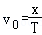 v₀ = x/T